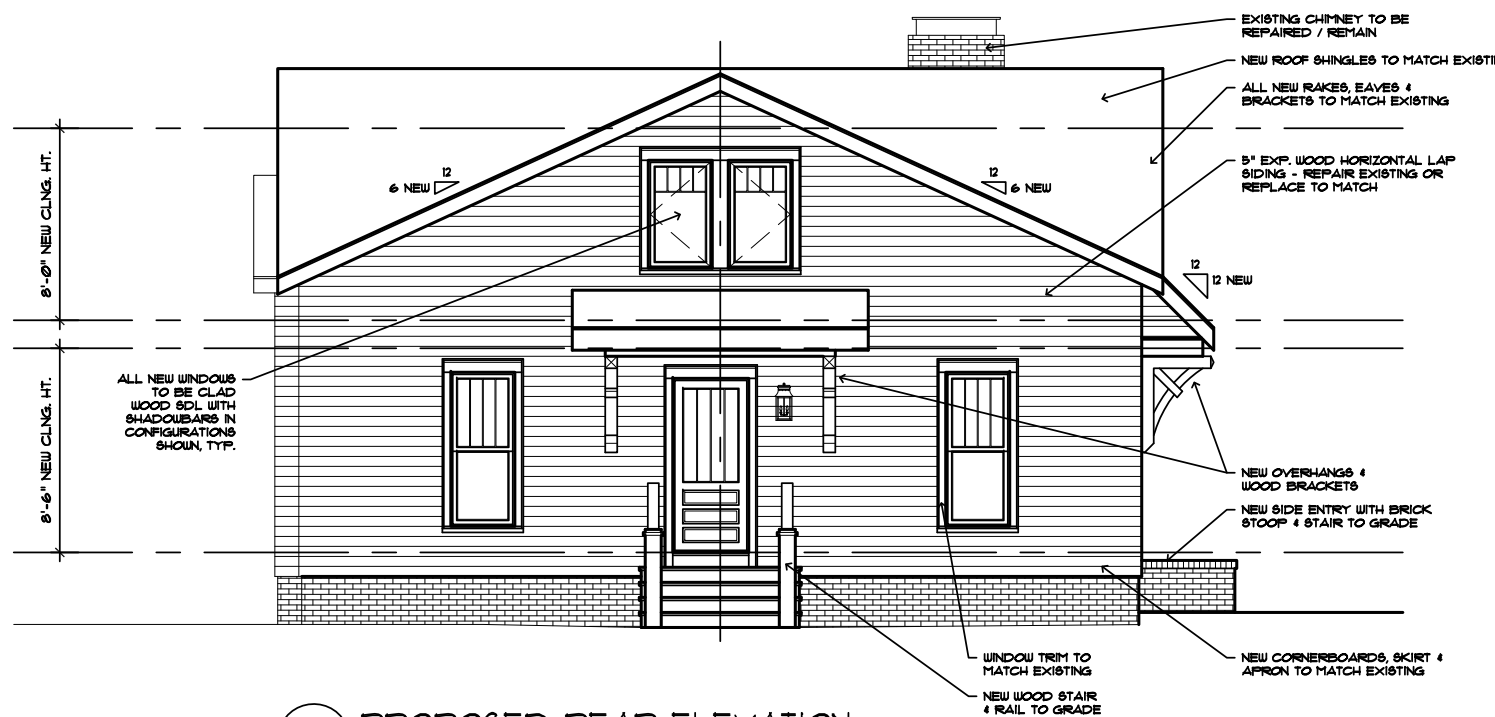 EXISTING CHIMNEY TO BE
REPAIRED / REMAIN
NEW ROOF SHINGLES TO MATCH EXISTI
ALL NEW RAKES, EAVES &
BRACKETS TO MATCH EXISTING
5" EXP. WOOD HORIZONTAL LAP
SIDING - REPAIR EXISTING OR
REPLACE TO MATCH
8'-0" NEW CLNG. HT.
12
6 NEW
12
6 NEW
12
12 NEW
8'-6" NEW CLNG. HT.
ALL NEW WINDOWS
TO BE CLAD
WOOD SDL WITH
SHADOWBARS IN
CONFIGURATIONS
SHOWN, TYP.
NEW OVERHANGS &
WOOD BRACKETS
NEW SIDE ENTRY WITH BRICK
STOOP & STAIR TO GRADE
WINDOW TRIM TO
MATCH EXISTING
NEW CORNERBOARDS, SKIRT &
APRON TO MATCH EXISTING
NEW WOOD STAIR
& RAIL TO GRADE
PROPOSED REAR ELEVATION